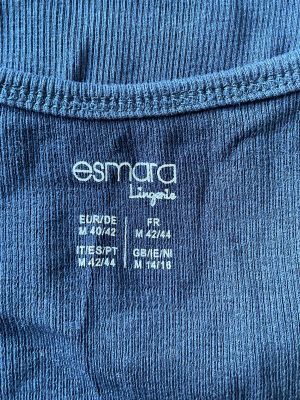 esmara
Lingerie
EUR/DE FR
M 40/42 M 42/44
IT/ES/PT GB/IE/NI
M 42/44 M 14/16